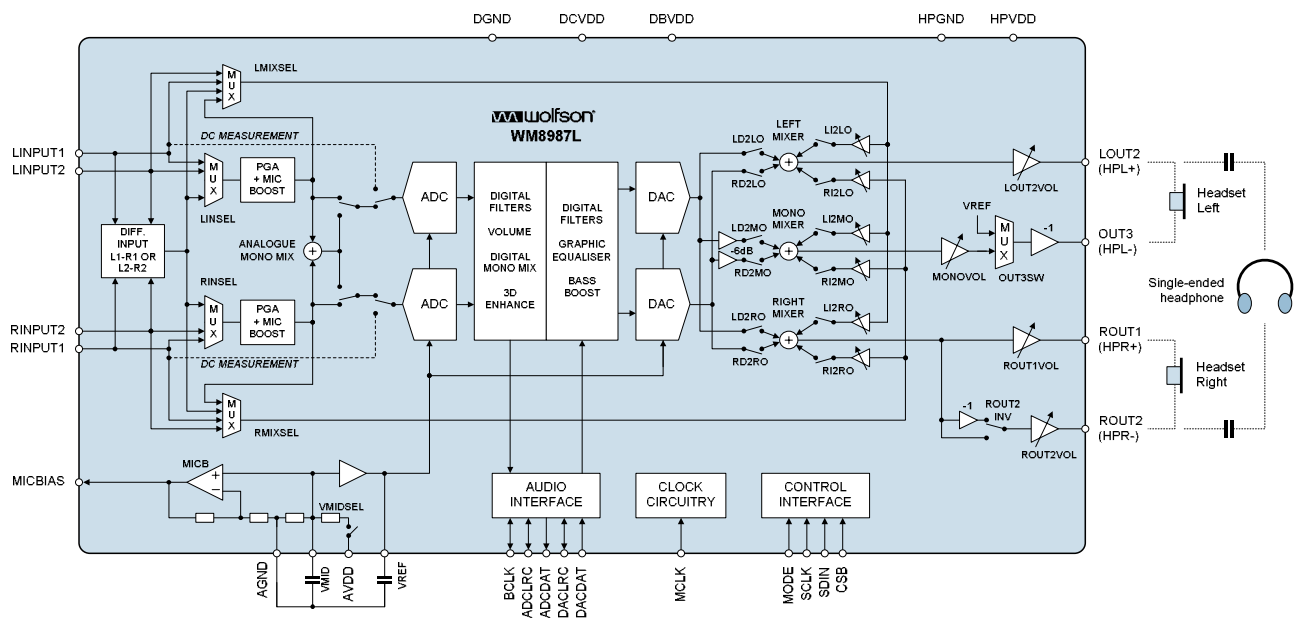 DGND
DCVDD
DBVDD
HPGND
HPVDD
MUX
LMIXSEL
wolfson®
WM8987L
DC MEASUREMENT
LINPUT1
LINPUT2
MUX
PGA
+ MIC
BOOST
LINSEL
DIFF.
INPUT
L1-R1 OR
L2-R2
ANALOGUE
MONO MIX
RINSEL
MUX
PGA
+ MIC
BOOST
RINPUT2
RINPUT1
DC MEASUREMENT
MUX
RMIXSEL
ADC
ADC
DIGITAL
FILTERS
VOLUME
DIGITAL
MONO MIX
3D
ENHANCE
DIGITAL
FILTERS
GRAPHIC
EQUALISER
BASS
BOOST
DAC
DAC
LD2LO
RD2LO
LEFT
MIXER
LI2LO
RI2LO
LD2MO
-6dB
RD2MO
MONO
MIXER
LI2MO
RI2MO
LD2RO
RD2RO
RIGHT
MIXER
LI2RO
RI2RO
LOUT2VOL
VREF
MUX
-1
MONOVOL
OUT3SW
ROUT1VOL
-1
ROUT2
INV
ROUT2VOL
LOUT2
(HPL+)
OUT3
(HPL-)
ROUT1
(HPR+)
ROUT2
(HPR-)
Headset
Left
Single-ended
headphone
Headset
Right
MICBIAS
MICB
VMIDSEL
AUDIO
INTERFACE
CLOCK
CIRCUITRY
CONTROL
INTERFACE
AGND
VMID
AVDD
VREF
BCLK
ADCLRC
ADCDAT
DACLRC
DACDAT
MCLK
MODE
SCLK
SDIN
CSB